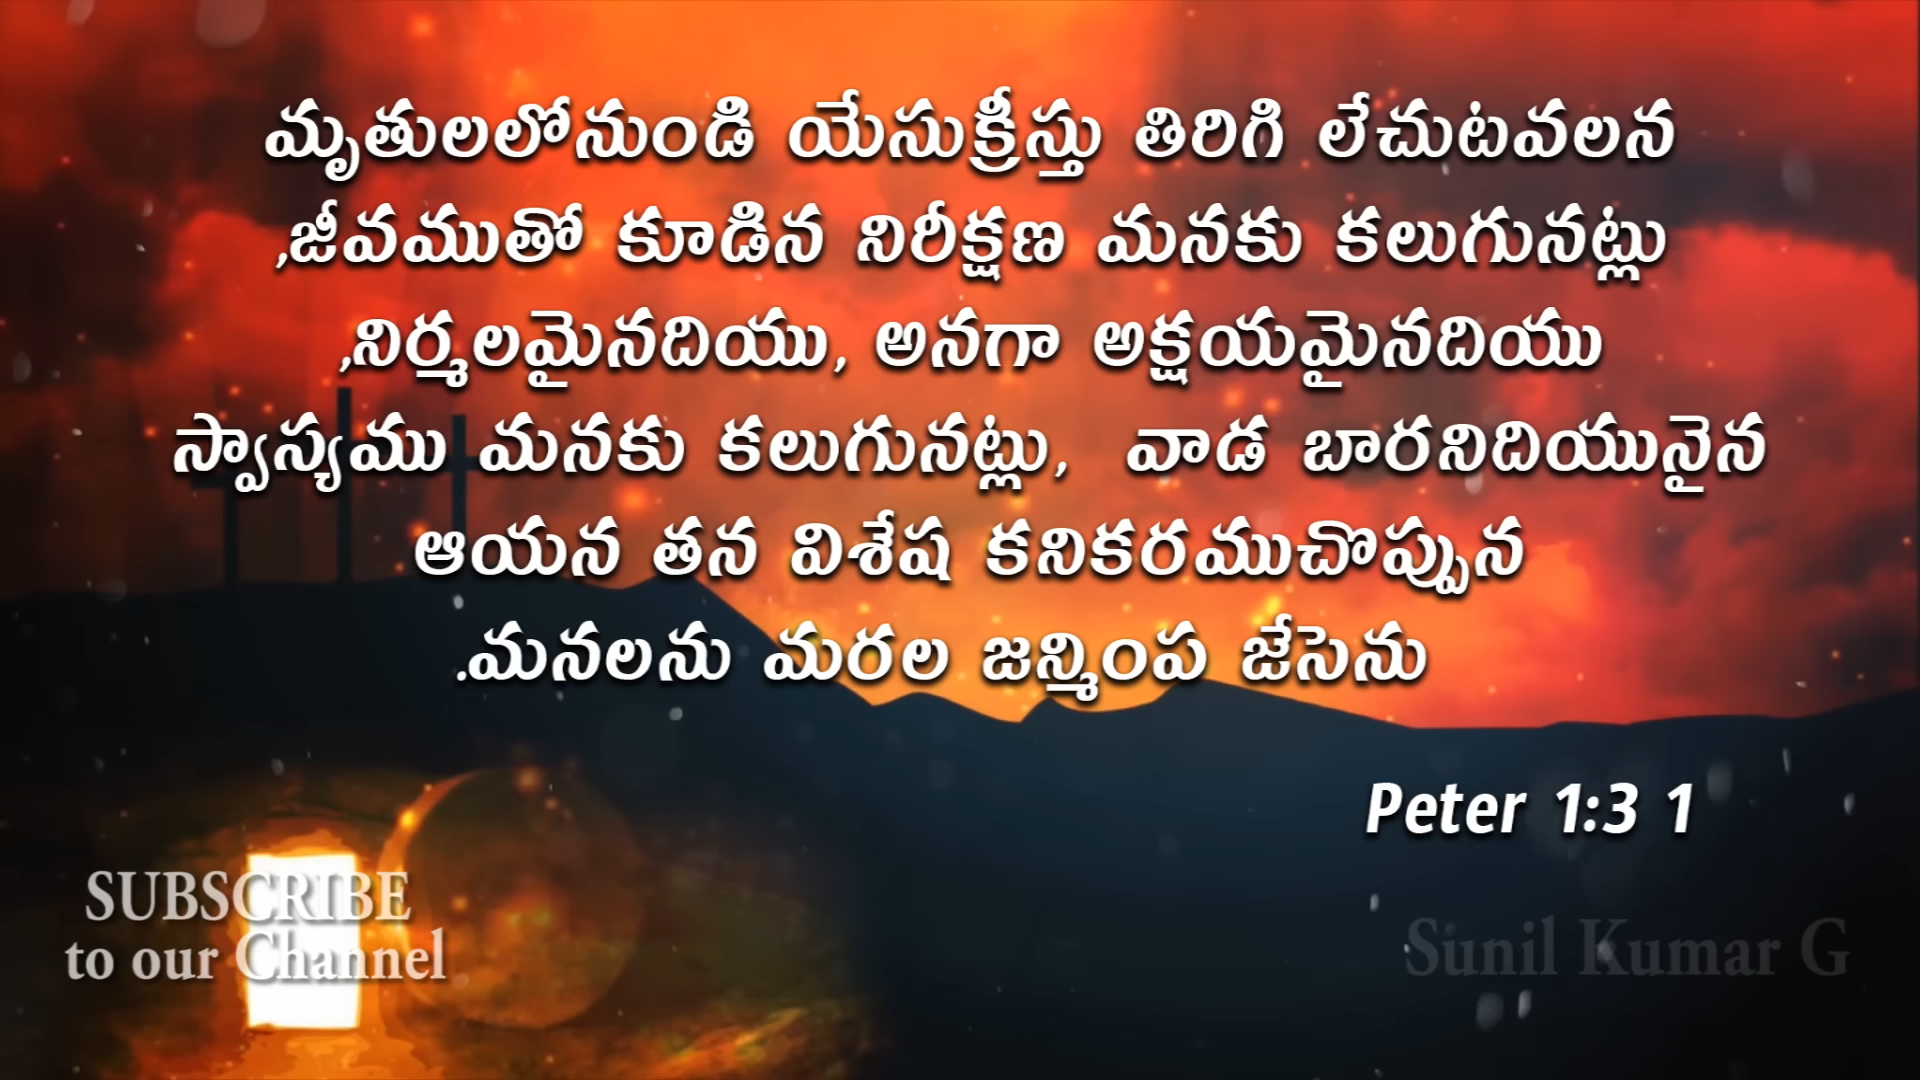 మృతులలోనుండి యేసుక్రీస్తు తిరిగి లేచుటవలన
,జీవముతో కూడిన నిరీక్షణ మనకు కలుగునట్లు
,నిర్మలమైనదియు, అనగా అక్షయమైనదియు
స్వాస్యము మనకు కలుగునట్లు, వాడ బారనిదియునైన
ఆయన తన విశేష కనికరముచొప్పున
.మనలను మరల జన్మింప జేసెను
Peter 1:3 1
SUBSCRIBE
to our Channel
Sunil Kumar G